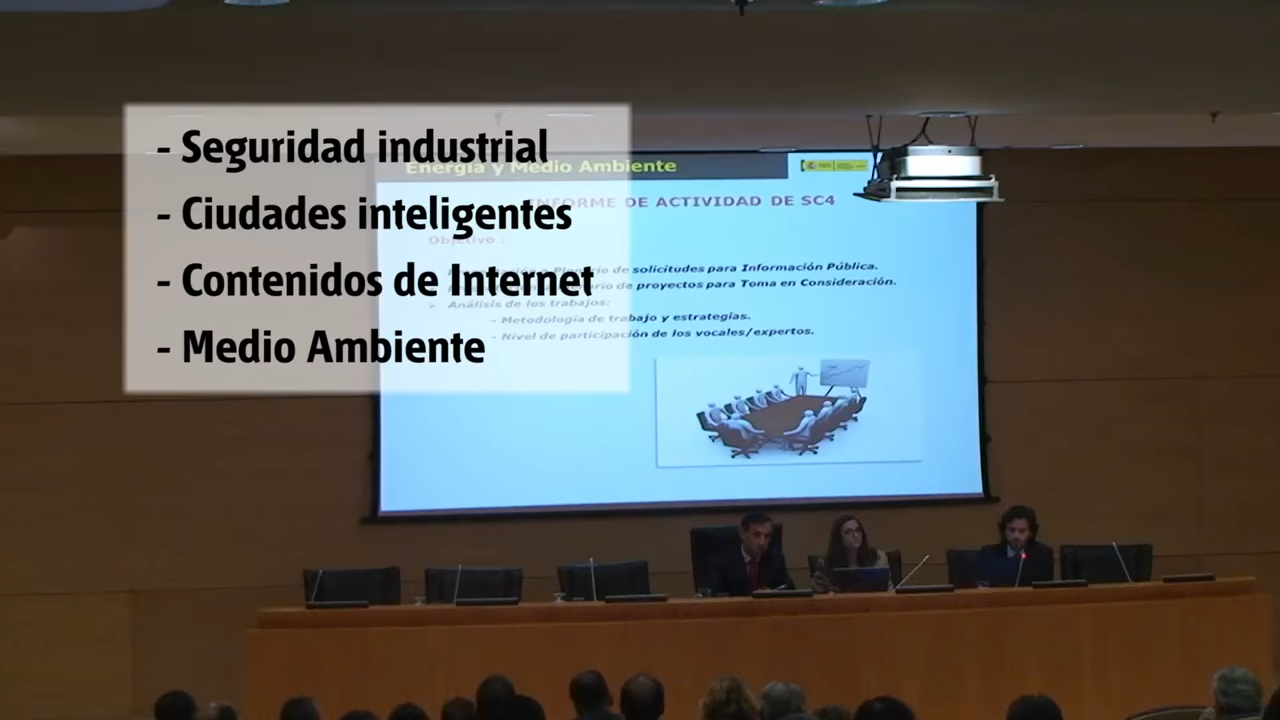 - Seguridad industrial
- Ciudades inteligentes
- Contenidos de Internet
- Medio Ambiente
Energía y Medio Ambiente
INFORME DE ACTIVIDAD DE SC4
Objetivo :
de solicitudes para Información Pública.
de proyectos para Toma en Consideración.
- Análisis de los trabajos:
- Metodología de trabajo y estrategias.
- Nivel de participación de los vocales/expertos.